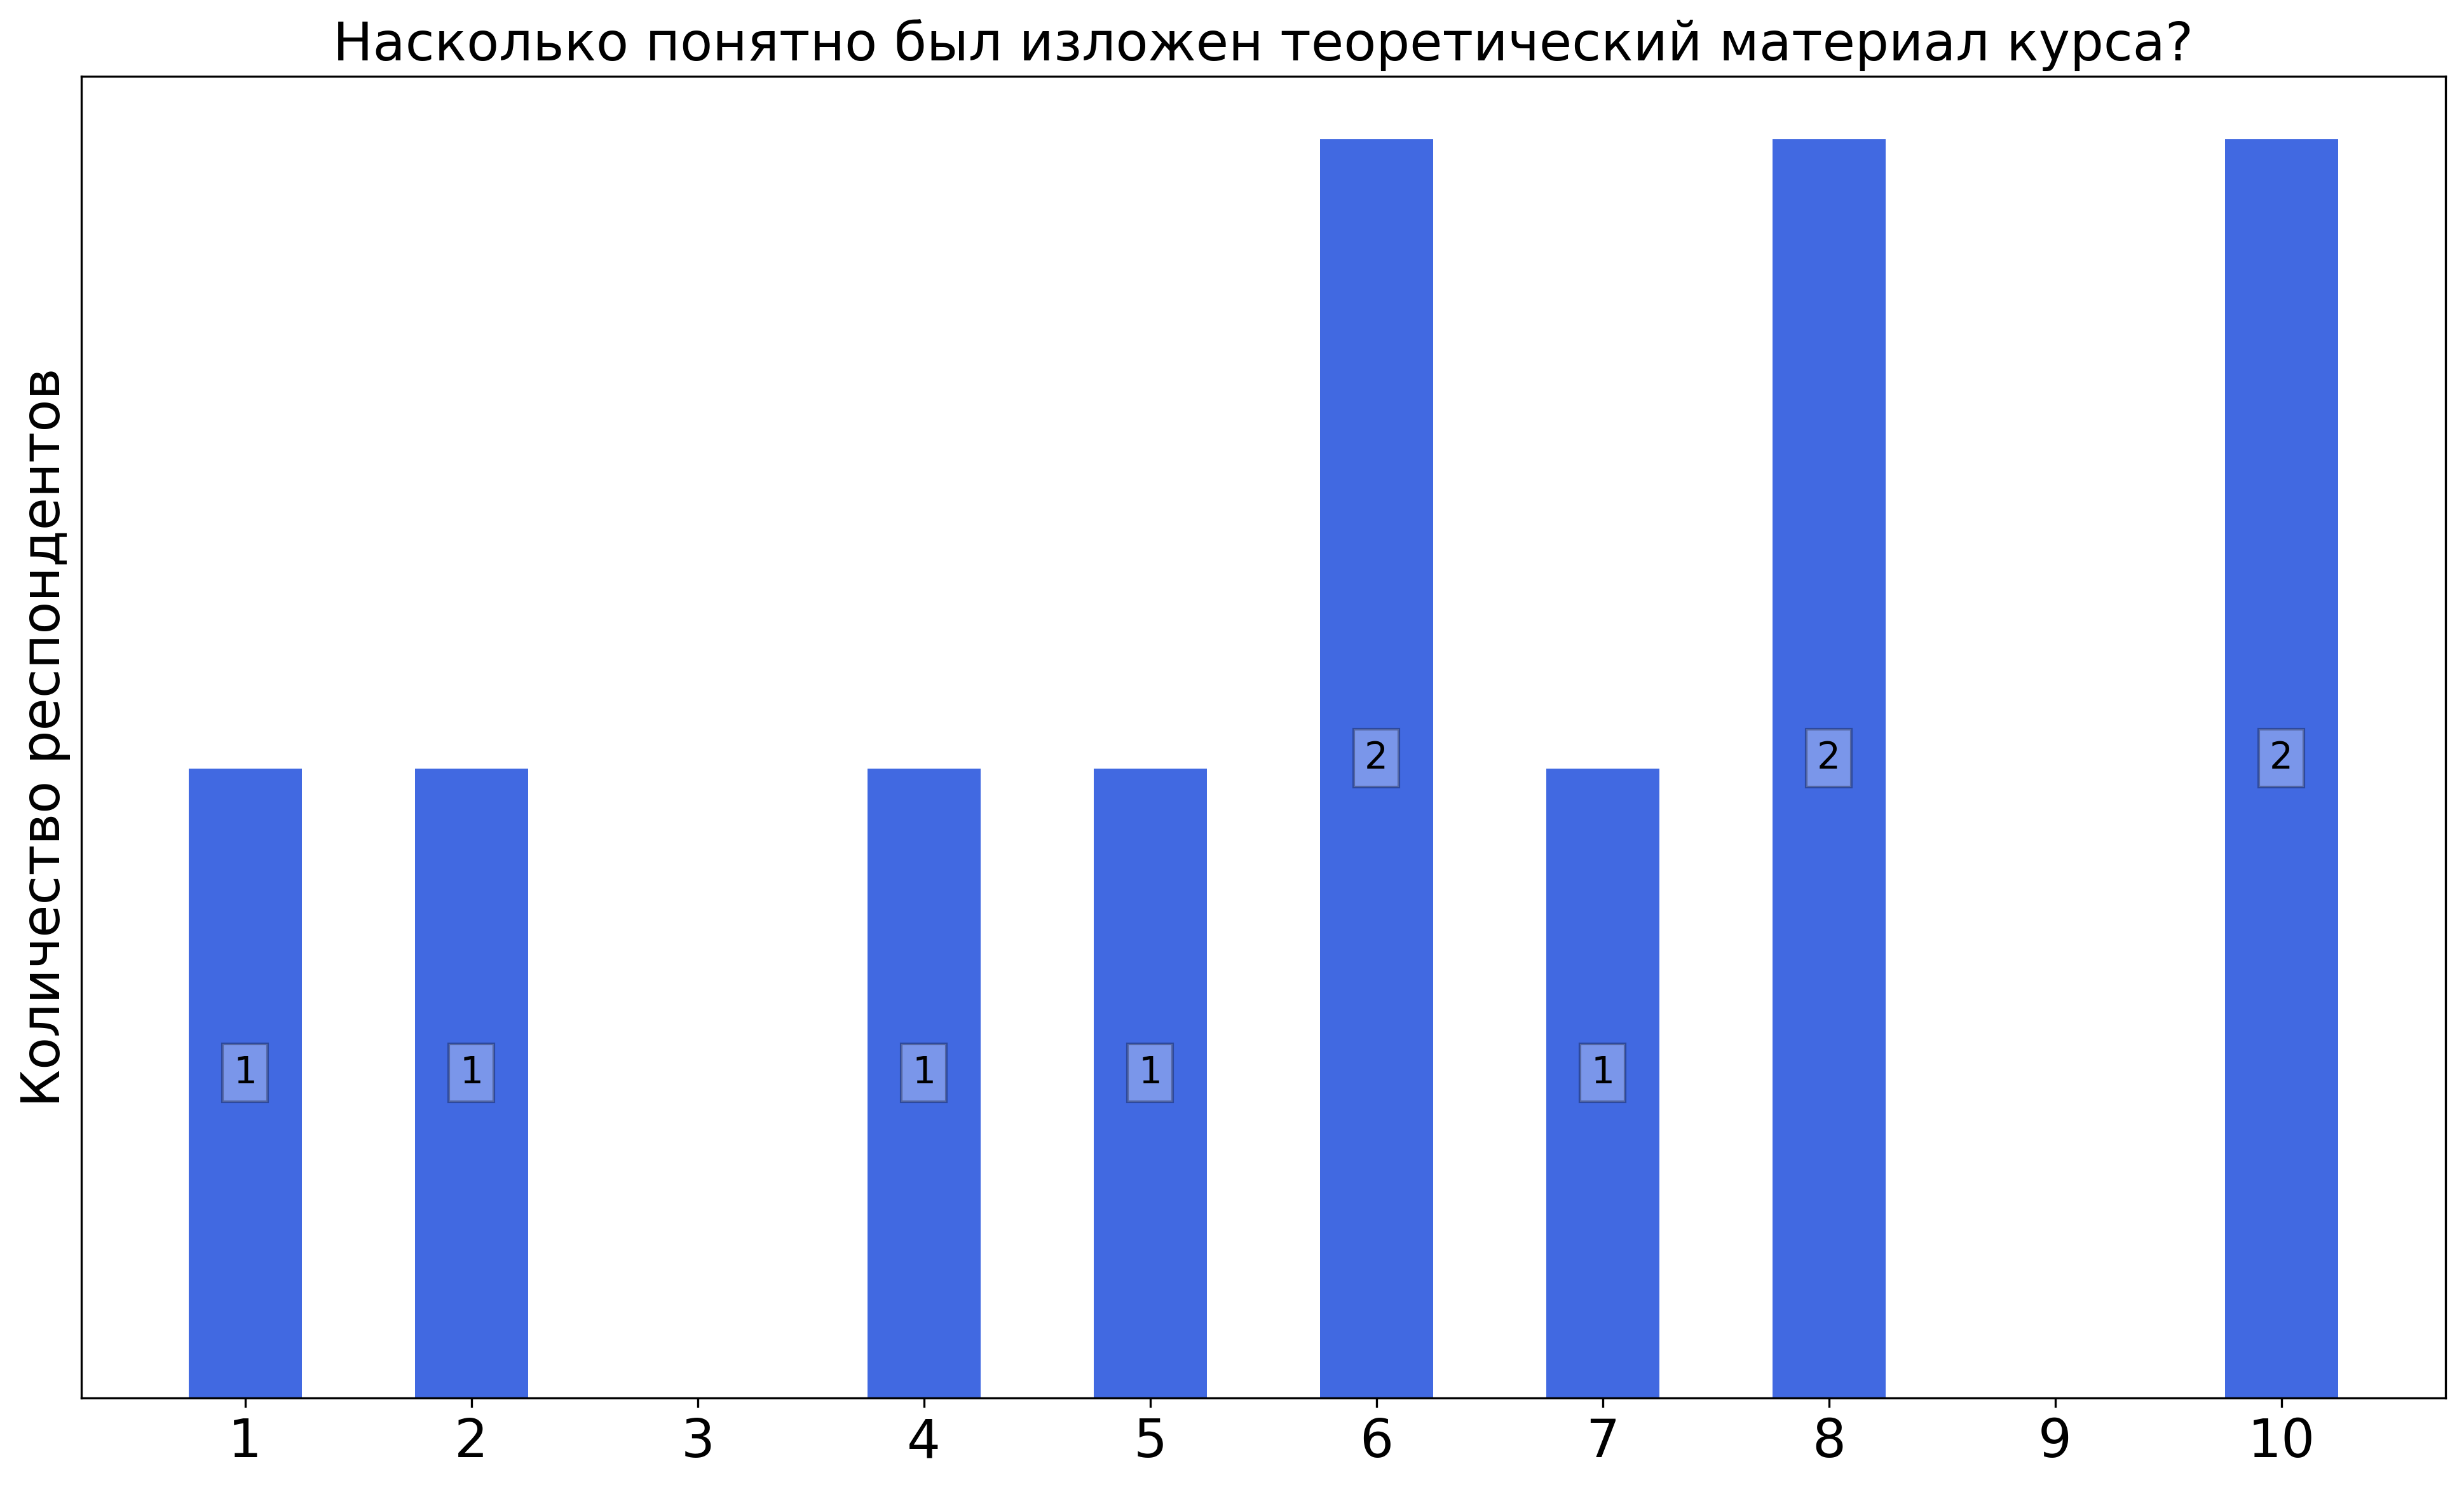 Насколько понятно был изложен теоретический материал курса?
Количество респондентов
2 2 2
1 1 1 1 1
1 2 3 4 5 6 7 8 9 10